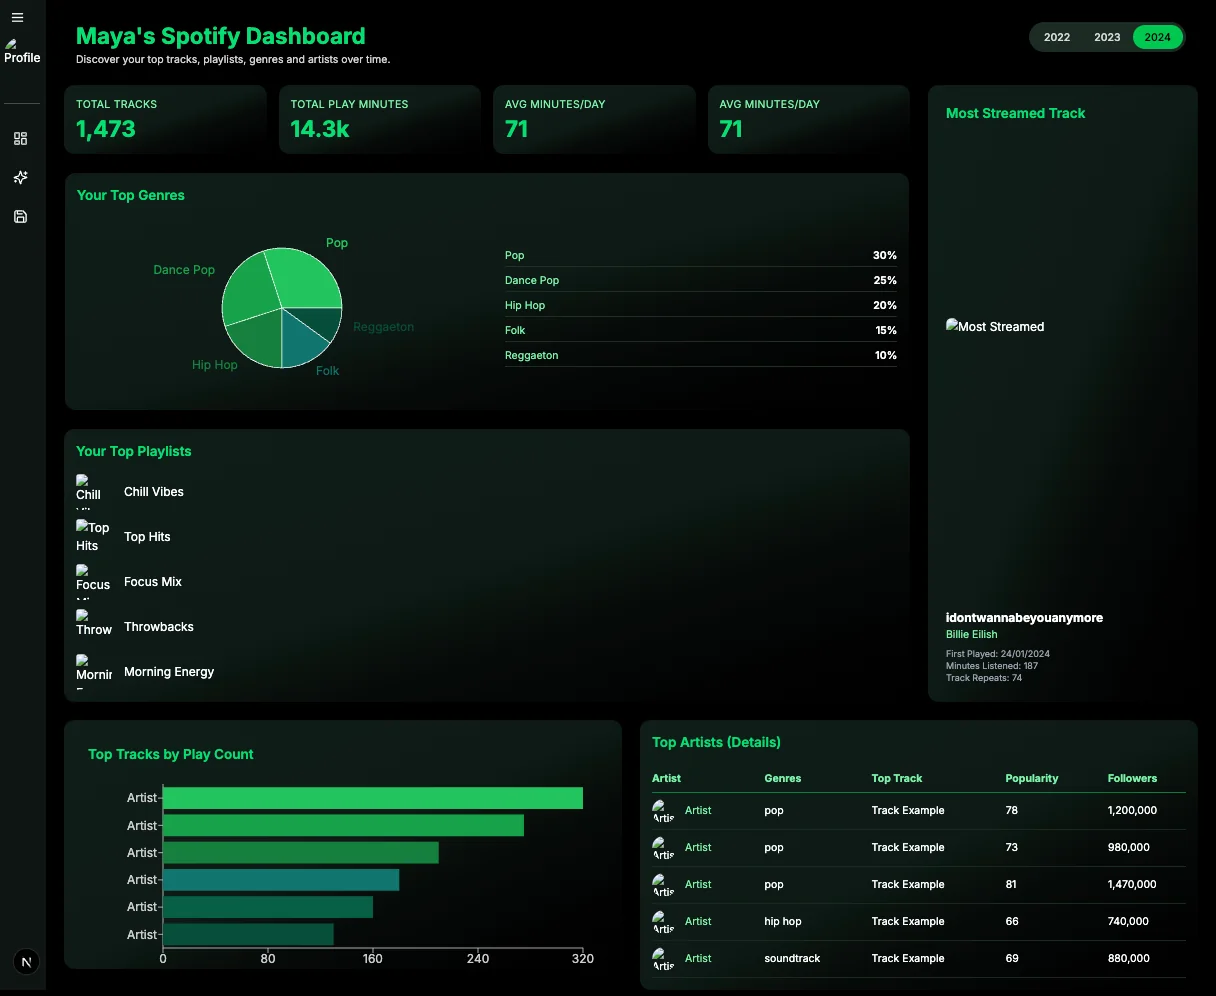 Profile
Maya's Spotify Dashboard
Discover your top tracks, playlists, genres and artists over time.
2022 2023 2024
TOTAL TRACKS
1,473
TOTAL PLAY MINUTES
14.3k
AVG MINUTES/DAY
71
AVG MINUTES/DAY
71
Most Streamed Track
Most Streamed
idontwannabeyouanymore
Billie Eilish
First Played: 24/01/2024
Minutes Listened: 187
Track Repeats: 74
Your Top Genres
Pop
Dance Pop
Reggaeton
Hip Hop
Folk
Pop 30%
Dance Pop 25%
Hip Hop 20%
Folk 15%
Reggaeton 10%
Your Top Playlists
Chill
Chill Vibes
Top
Hits
Top Hits
Focus
Focus Mix
Throw
Throwbacks
Mornin
Morning Energy
Top Tracks by Play Count
Artist
Artist
Artist
Artist
Artist
Artist
0 80 160 240 320
Top Artists (Details)
Artist Genres Top Track Popularity Followers
Artis Artist pop Track Example 78 1,200,000
Artis Artist pop Track Example 73 980,000
Artis Artist pop Track Example 81 1,470,000
Artis Artist hip hop Track Example 66 740,000
Artis Artist soundtrack Track Example 69 880,000
N